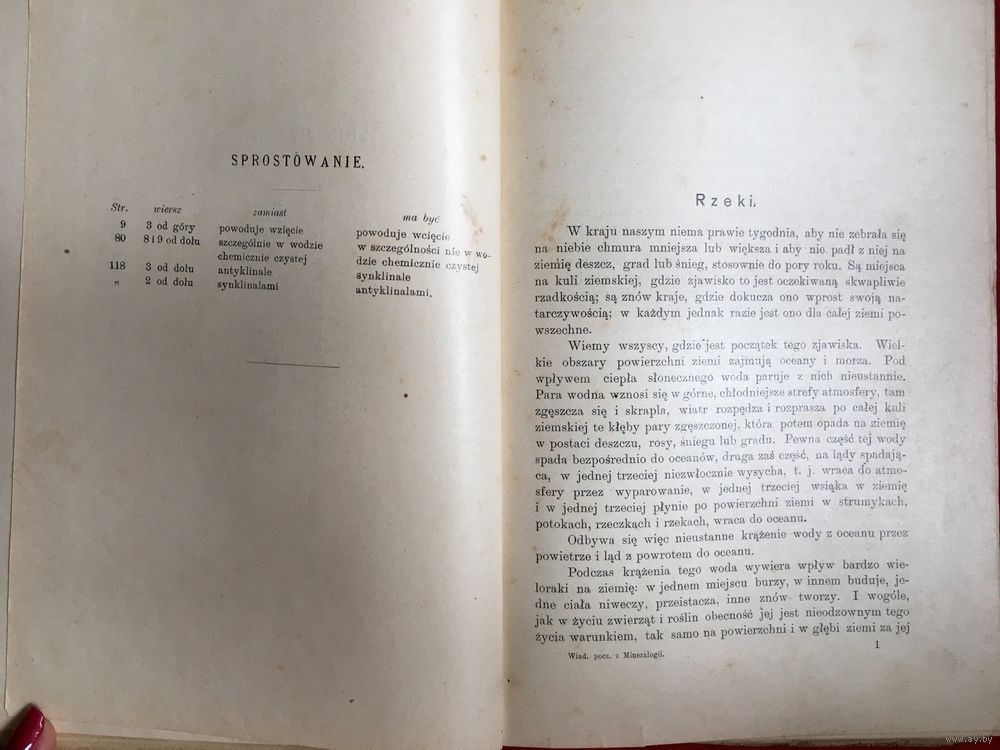 SPROSTOWANIE.
Str. wiersz zamiast ma być
9 3 od góry powoduje wzięcie powoduje wcięcie
80 8 i 9 od dołu szczególnie w wodzie w szczególności nie w wo-
chemicznie czystej dzie chemicznie czystej
118 3 od dołu antyklinale synklinale
„ 2 od dołu synklinalami antyklinalami.
Rzeki.
W kraju naszym niema prawie tygodnia, aby nie zebrała się
na niebie chmura mniejsza lub większa i aby nie padł z niej na
ziemię deszcz, grad lub śnieg, stosownie do pory roku. Są miejsca
na kuli ziemskiej, gdzie zjawisko to jest oczekiwaną skwapliwie
rzadkością; są znów kraje, gdzie dokucza ono wprost swoją na-
tarczywością; w każdym jednak razie jest ono dla całej ziemi po-
wszechne.
Wiemy wszyscy, gdzie jest początek tego zjawiska. Wiel-
kie obszary powierzchni ziemi zajmują oceany i morza. Pod
wpływem ciepła słonecznego woda paruje z nich nieustannie.
Para wodna wznosi się w górne, chłodniejsze strefy atmosfery, tam
zgęszcza się i skrapla, wiatr rozpędza i rozprasza po całej kuli
ziemskiej te kłęby pary zgęszczonej, która potem opada na ziemię
w postaci deszczu, rosy, śniegu lub gradu. Pewna część tej wody
spada bezpośrednio do oceanów, druga zaś część, na lądy spadają-
ca, w jednej trzeciej niezwłocznie wysycha, t. j. wraca do atmo-
sfery przez wyparowanie, w jednej trzeciej wsiąka w ziemię
i w jednej trzeciej płynie po powierzchni ziemi w strumykach,
potokach, rzeczkach i rzekach, wraca do oceanu.
Odbywa się więc nieustanne krążenie wody z oceanu przez
powietrze i ląd z powrotem do oceanu.
Podczas krążenia tego woda wywiera wpływ bardzo wie-
loraki na ziemię: w jednem miejscu burzy, w innem buduje, je-
dne ciała niweczy, przeistacza, inne znów tworzy. I wogóle,
jak w życiu zwierząt i roślin obecność jej jest nieodzownym tego
życia warunkiem, tak samo na powierzchni i w głębi ziemi za jej
Wiad. pocz. z Mineralogii. 1
www.ay.by